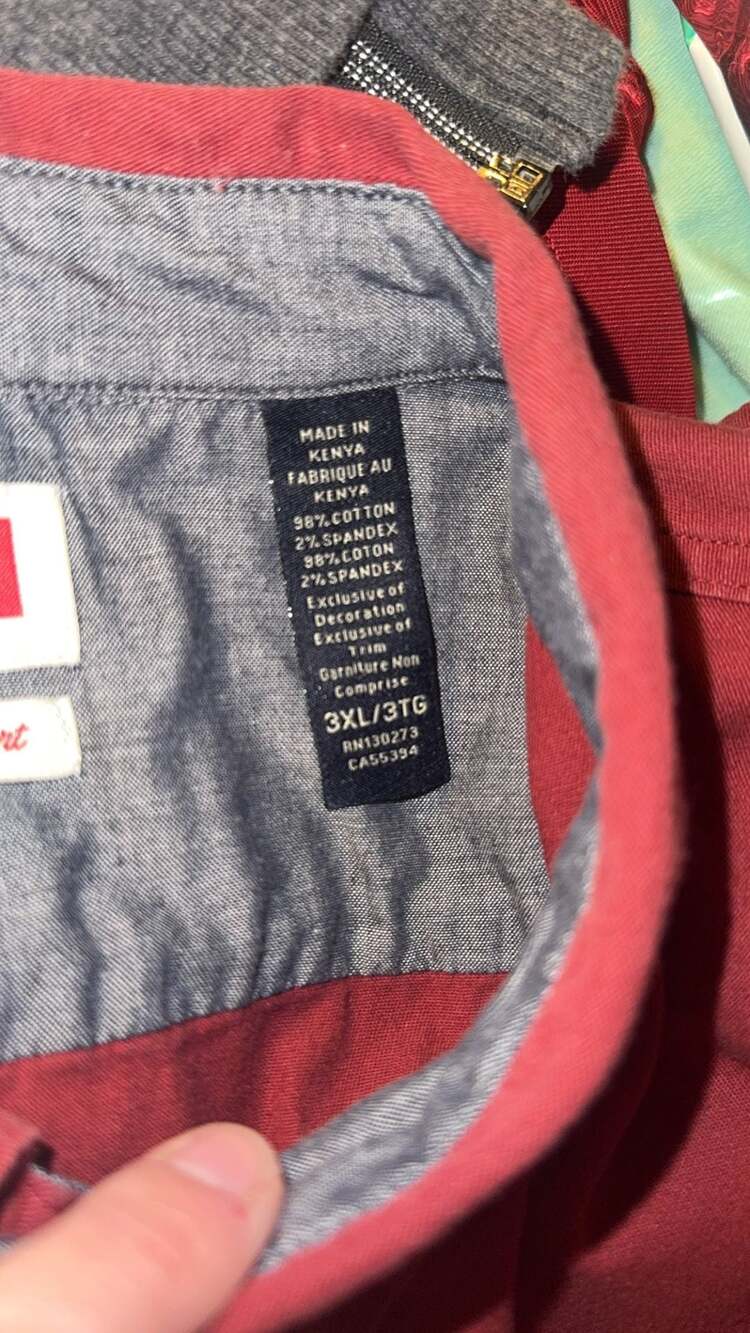 MADE IN
KENYA
FABRIQUE AU
KENYA
98% COTTON
2% SPANDEX
98% COTON
2% SPANDEX
Exclusive of
Decoration
Exclusive of
Trim
Garniture Non
Comprise
3XL/3TG
RN130273
CA55394